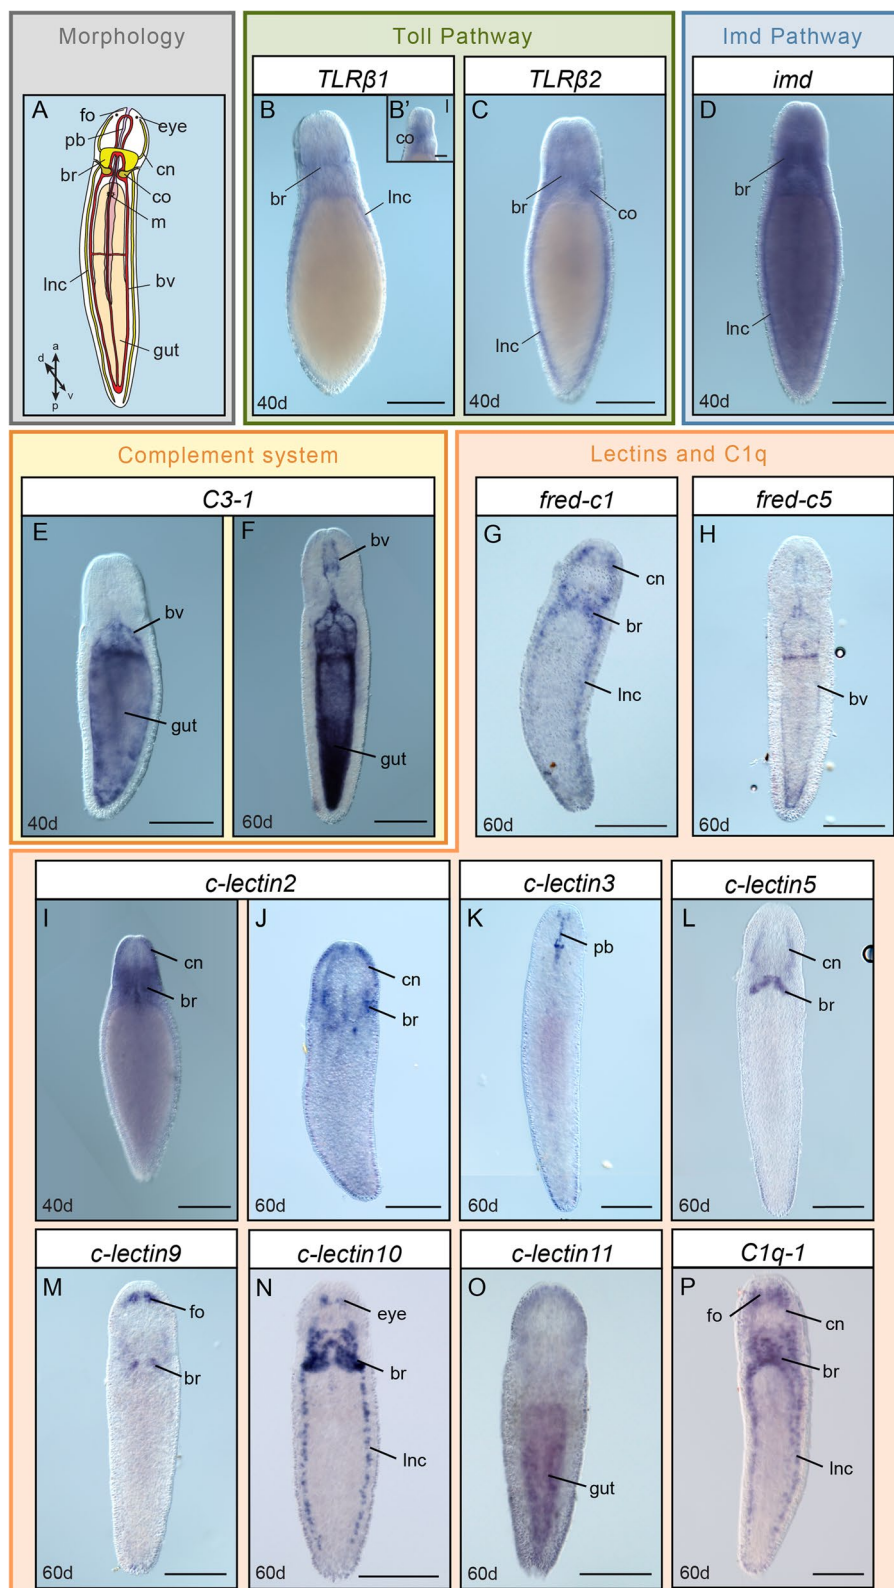 Morphology
Toll Pathway
Imd Pathway
TLRβ1
TLRβ2
imd
A
fo
eye
pb
br
cn
co
m
lnc
bv
gut
a
d
v
p
B
B'
l
co
br
lnc
40d
C
br
co
lnc
40d
D
br
lnc
40d
Complement system
Lectins and C1q
C3-1
fred-c1
fred-c5
E
bv
gut
40d
F
bv
gut
60d
G
cn
br
lnc
60d
H
bv
60d
c-lectin2
c-lectin3
c-lectin5
I
cn
br
40d
J
cn
br
60d
K
pb
60d
L
cn
br
60d
c-lectin9
c-lectin10
c-lectin11
C1q-1
M
fo
br
60d
N
eye
br
lnc
60d
O
gut
60d
P
fo
cn
br
lnc
60d